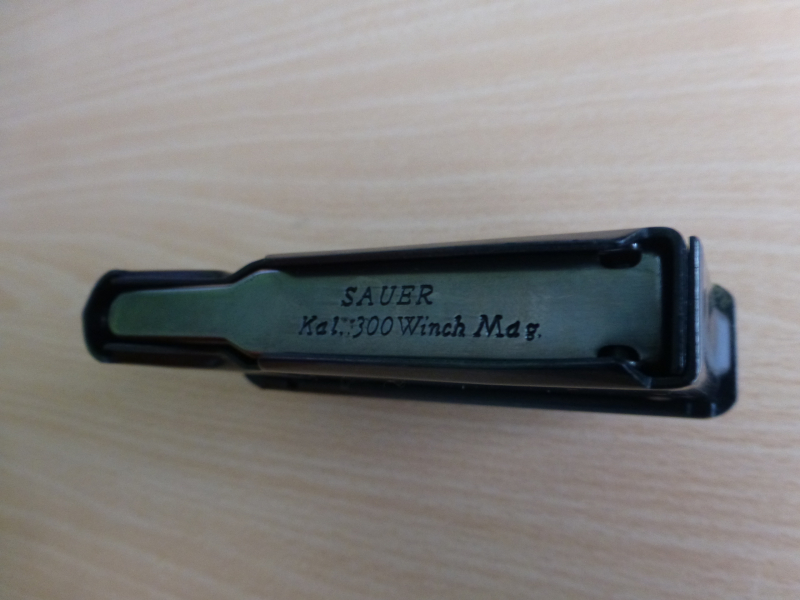 SAUER
Kal. .300 Winch Mag.